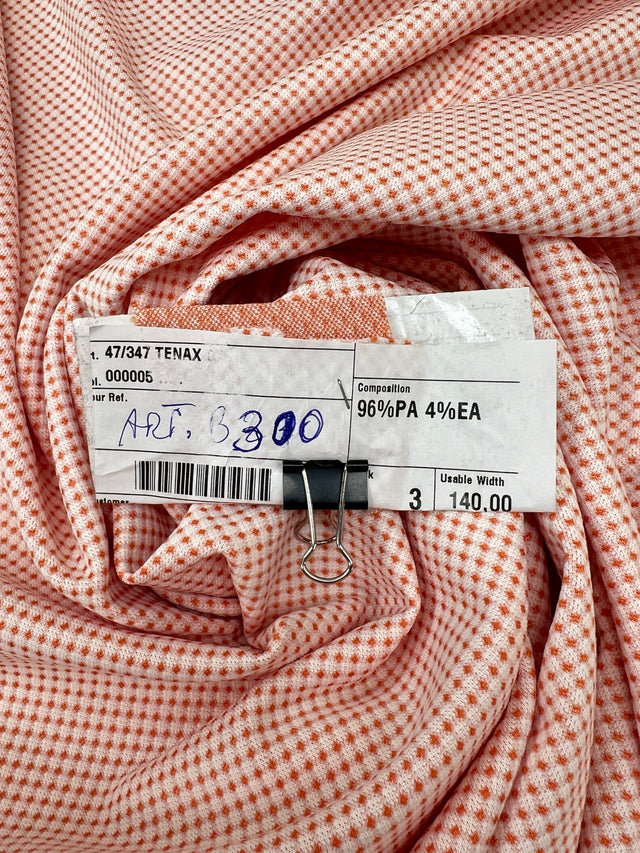 t. 47/347 TENAX
ol. 000005
our Ref.
ART. B300
ustomer
Composition
96%PA 4%EA
k
3
Usable Width
140,00